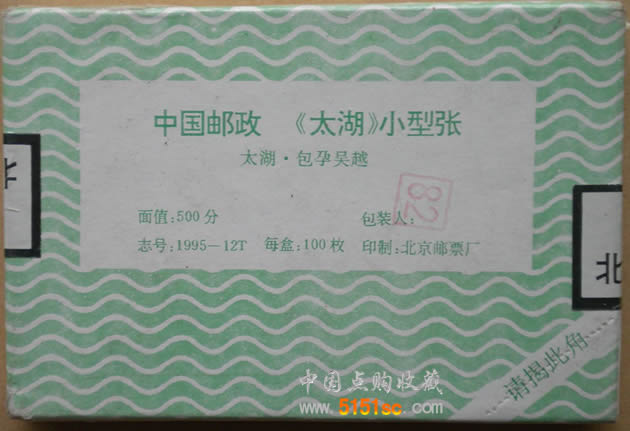 中国邮政 《太湖》小型张
太湖·包孕吴越
面值:500分 包装人:
82
志号:1995—12T 每盒:100枚 印制:北京邮票厂
北
北
请揭此角
中国点购收藏
www.5151sc.com